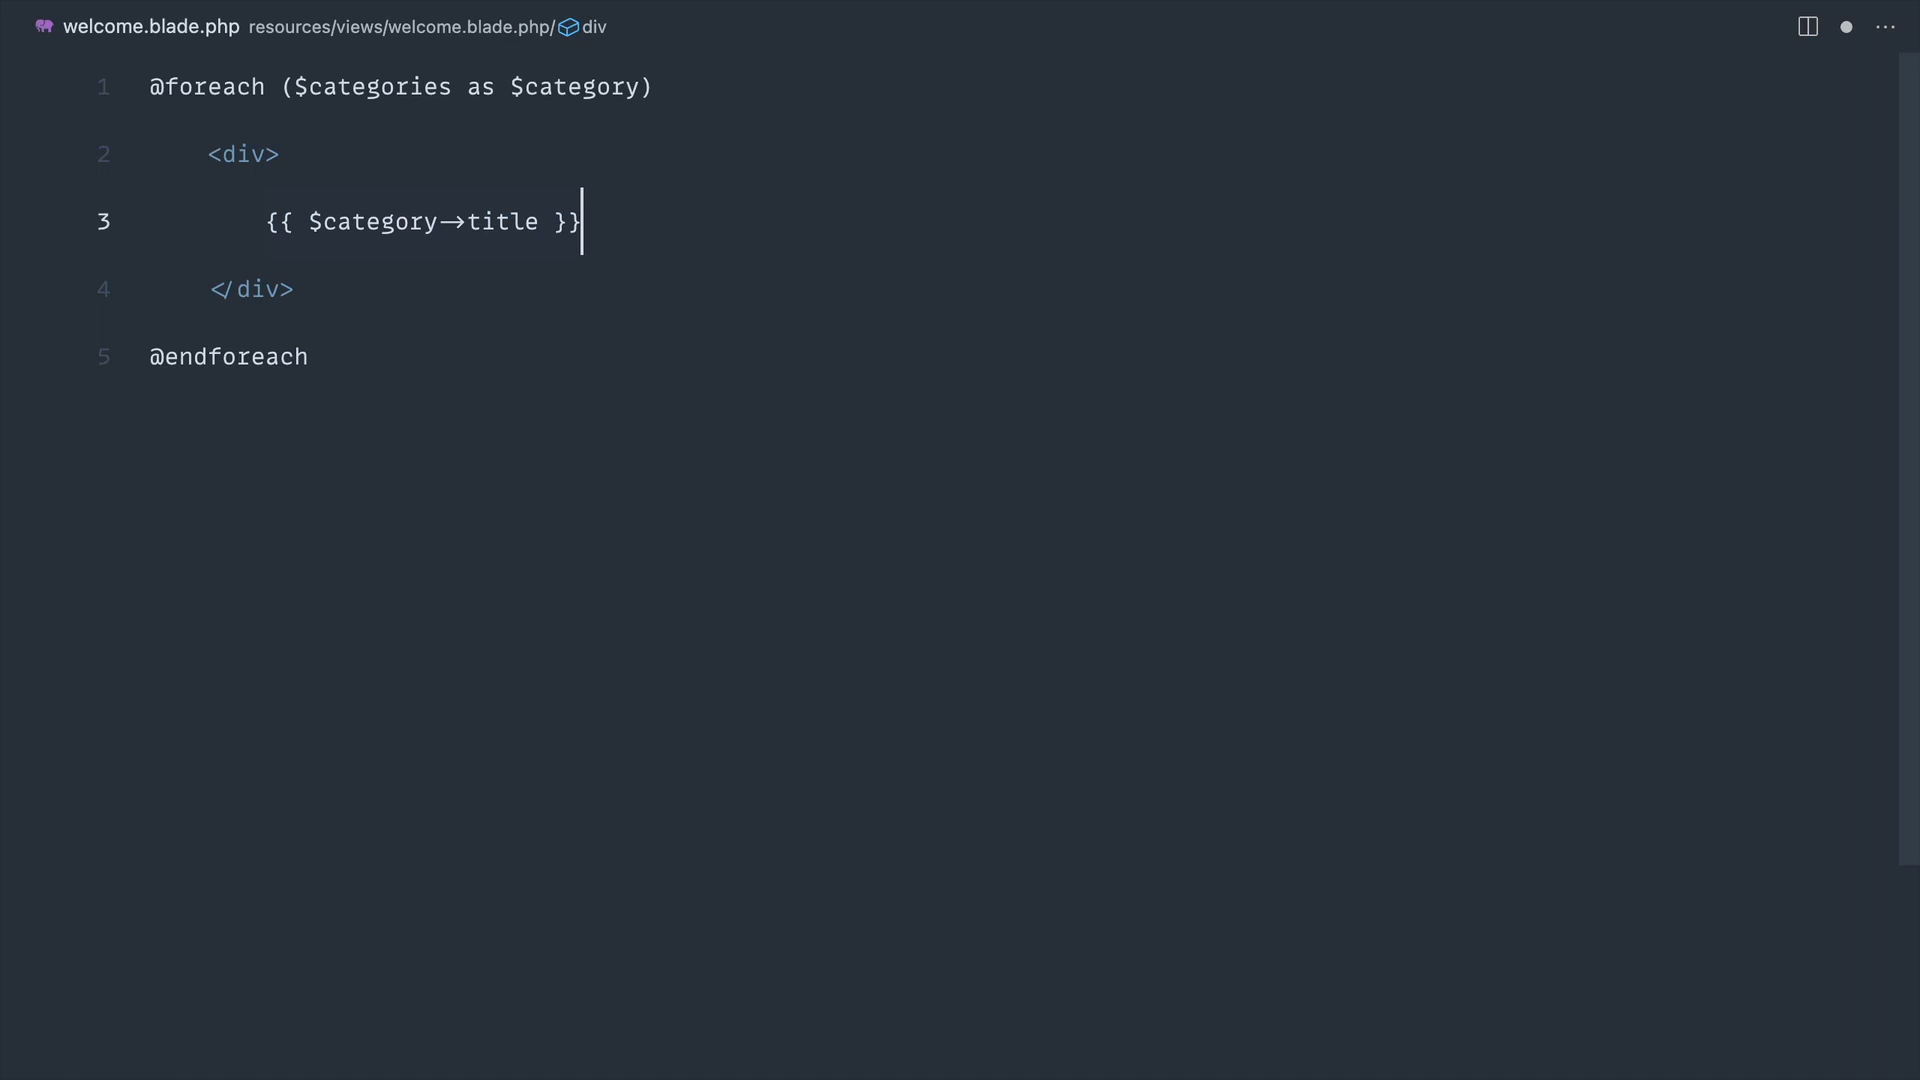 welcome.blade.php resources/views/welcome.blade.php/div
1 @foreach ($categories as $category)
2 <div>
3 {{ $category->title }}
4 </div>
5 @endforeach